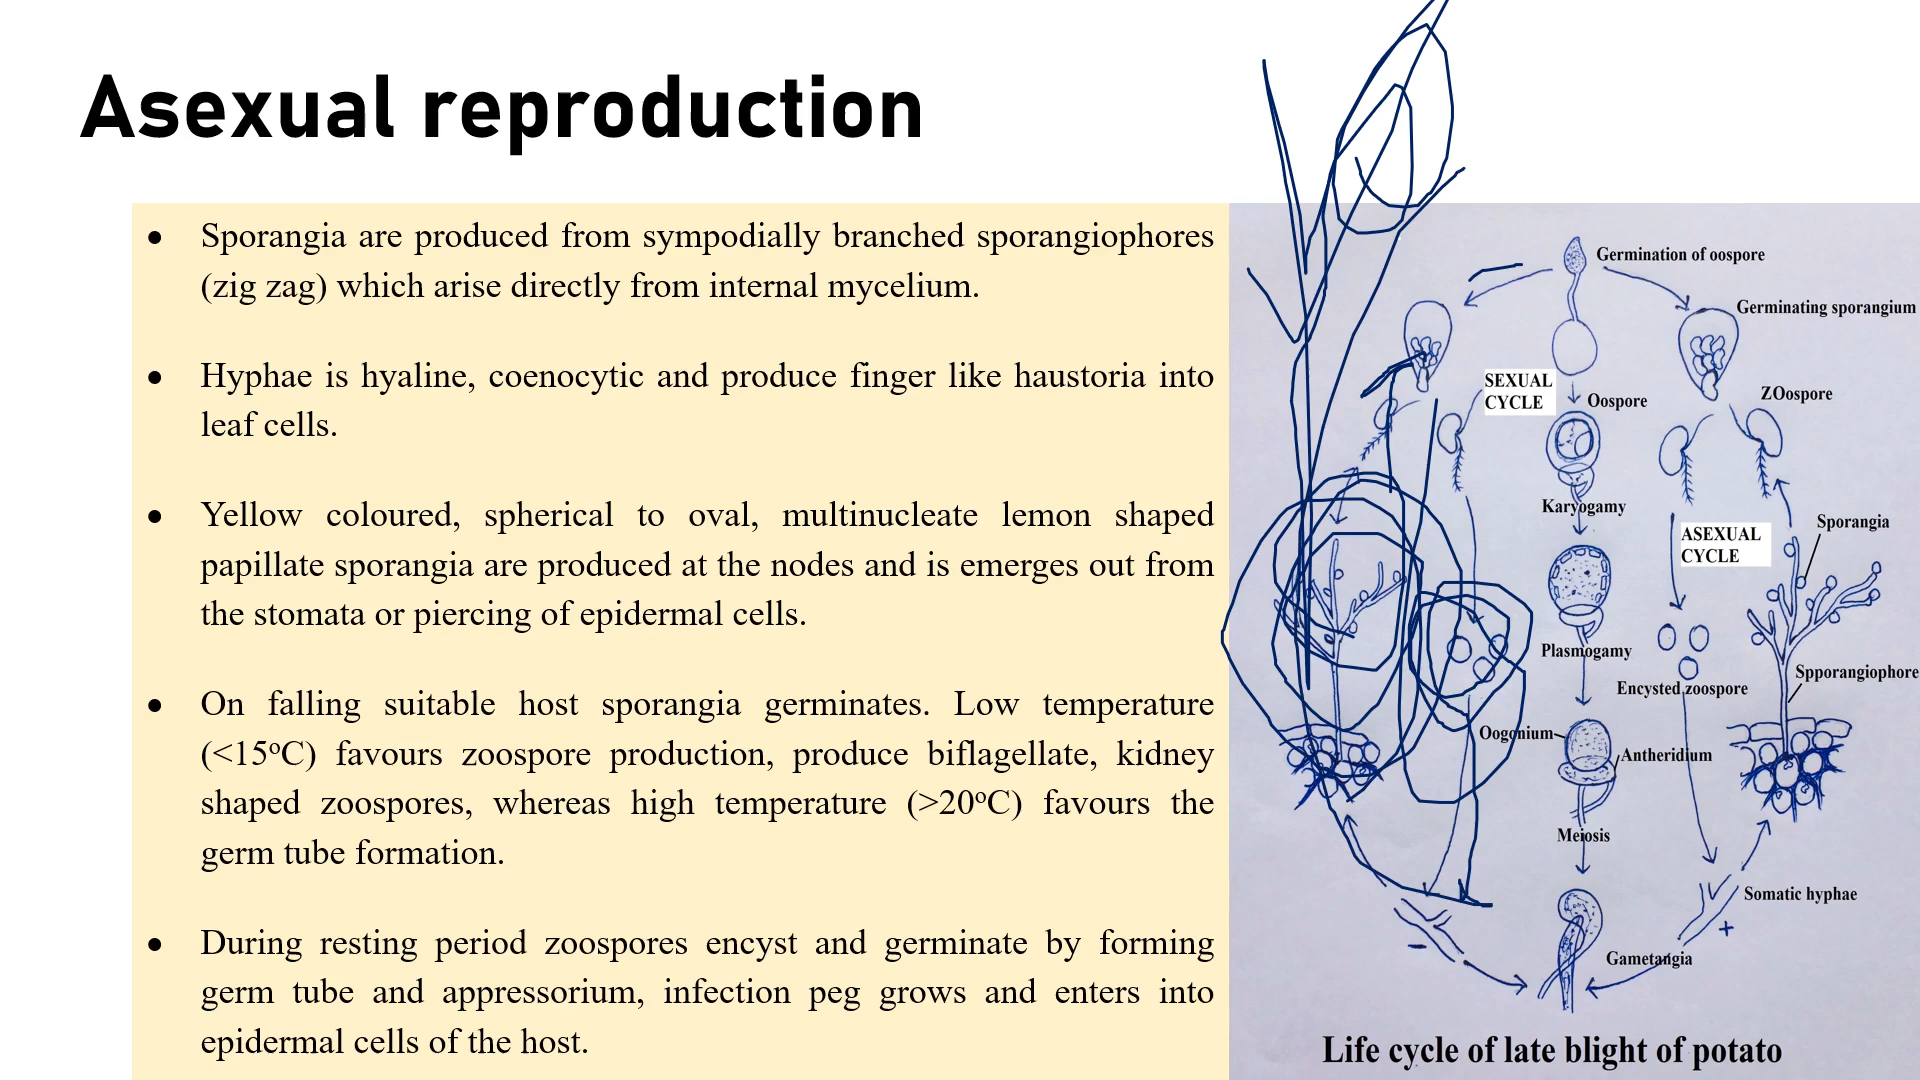 Asexual reproduction
• Sporangia are produced from sympodially branched sporangiophores
(zig zag) which arise directly from internal mycelium.
• Hyphae is hyaline, coenocytic and produce finger like haustoria into
leaf cells.
• Yellow coloured, spherical to oval, multinucleate lemon shaped
papillate sporangia are produced at the nodes and is emerges out from
the stomata or piercing of epidermal cells.
• On falling suitable host sporangia germinates. Low temperature
(<15ºC) favours zoospore production, produce biflagellate, kidney
shaped zoospores, whereas high temperature (>20ºC) favours the
germ tube formation.
• During resting period zoospores encyst and germinate by forming
germ tube and appressorium, infection peg grows and enters into
epidermal cells of the host.
Germination of oospore
Germinating sporangium
SEXUAL
CYCLE
Oospore
ZOospore
Karyogamy
Sporangia
ASEXUAL
CYCLE
Plasmogamy
Spporangiophore
Encysted zoospore
Oogonium
Antheridium
Meiosis
Somatic hyphae
+
-
Gametangia
Life cycle of late blight of potato